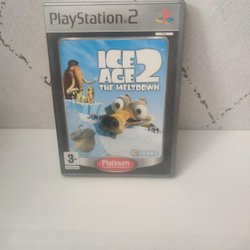 PlayStation 2
ICE
AGE 2
THE MELTDOWN
3+
Platinum